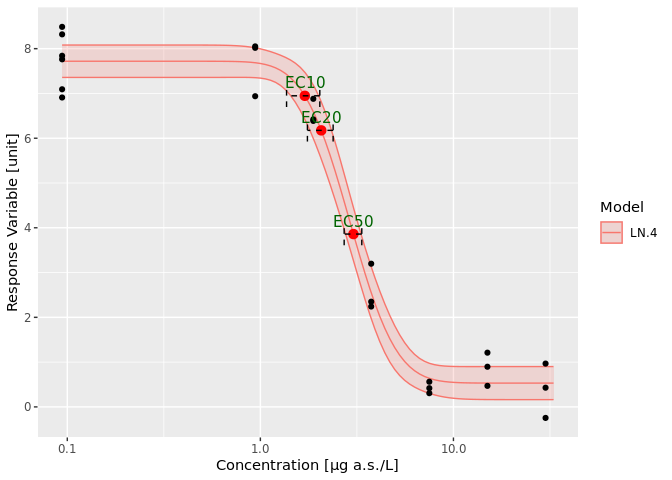 8
6
4
2
0
EC10
EC20
EC50
0.1
1.0
10.0
Concentration [µg a.s./L]
Response Variable [unit]
Model
LN.4